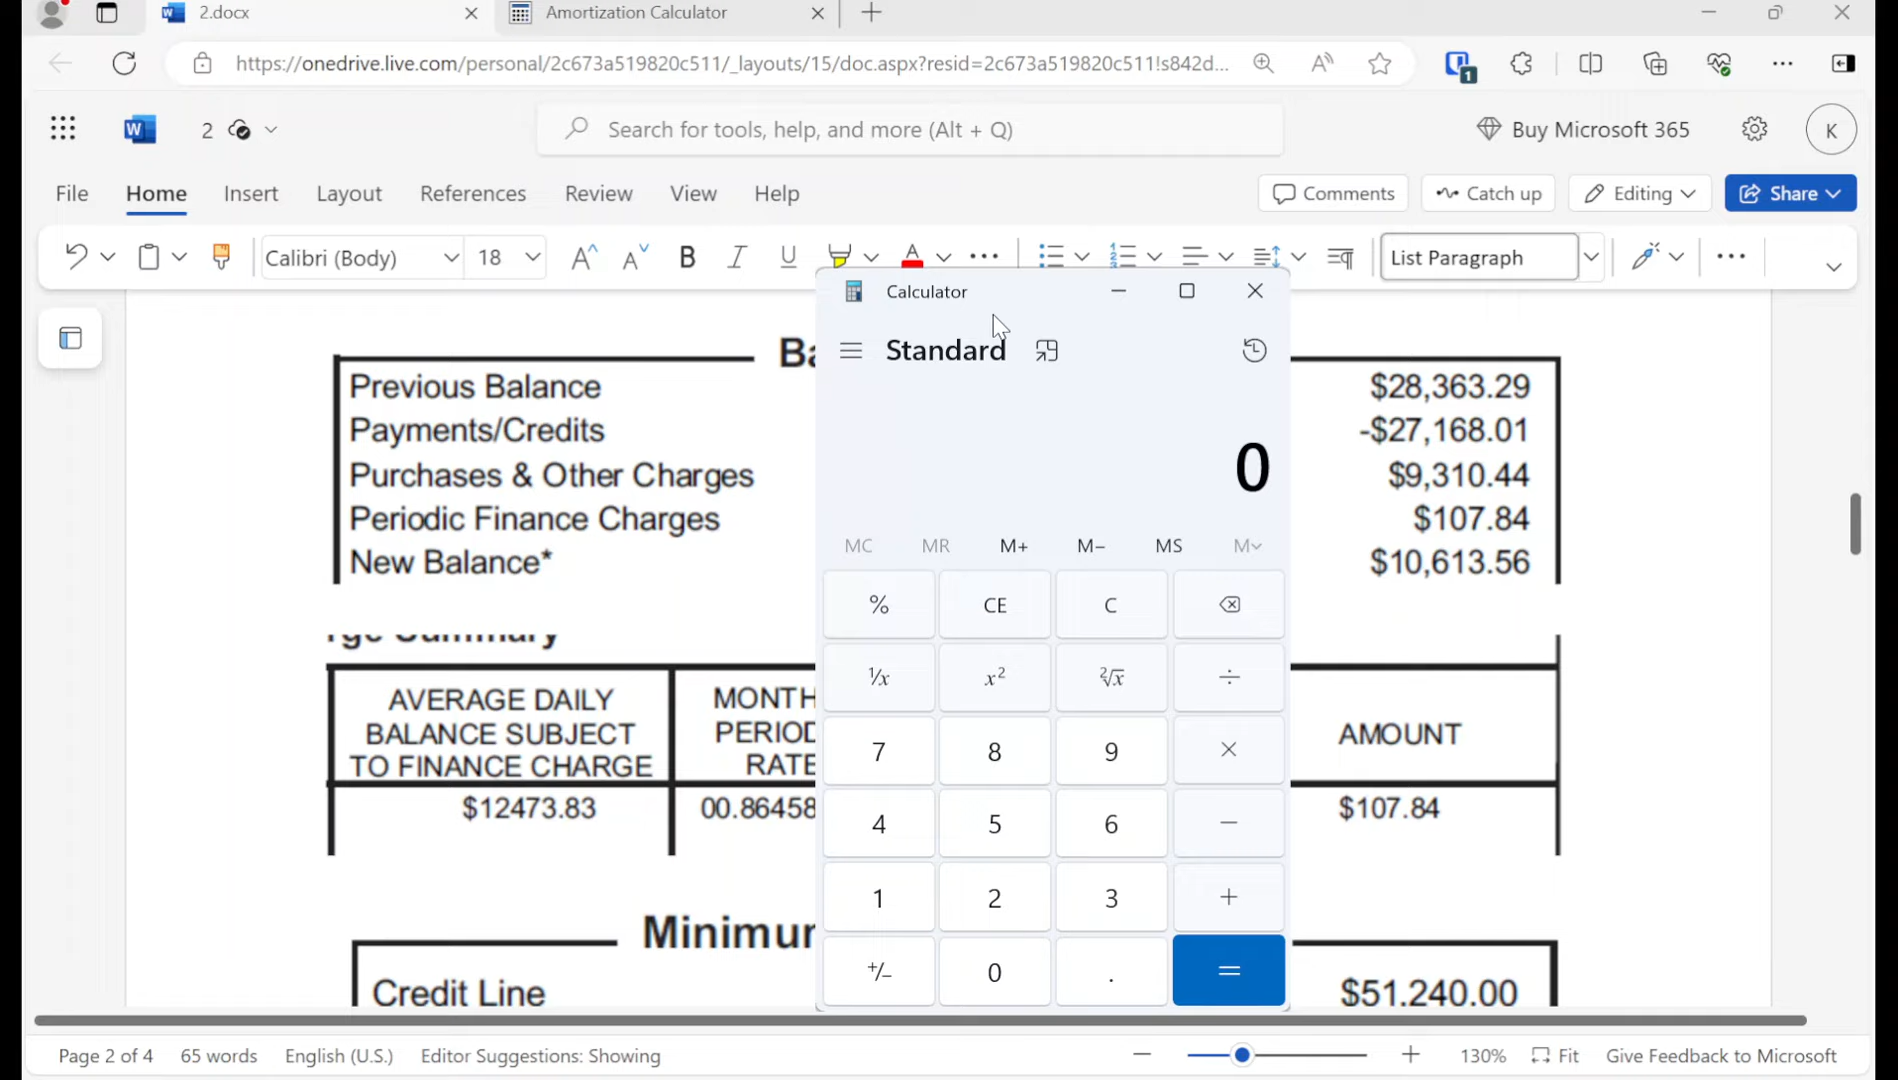 2.docx
Amortization Calculator
https://onedrive.live.com/personal/2c673a519820c511/_layouts/15/doc.aspx?resid=2c673a519820c511!s842d...
1
2
Search for tools, help, and more (Alt + Q)
Buy Microsoft 365
K
File Home Insert Layout References Review View Help
Comments Catch up Editing Share
Calibri (Body) 18 List Paragraph
Calculator
Standard
0
MC MR M+ M− MS M
% CE C
1/x x² ²√x ÷
7 8 9 ×
4 5 6 −
1 2 3 +
+/− 0 . =
Previous Balance $28,363.29
Payments/Credits -$27,168.01
Purchases & Other Charges $9,310.44
Periodic Finance Charges $107.84
New Balance* $10,613.56
Summary
AVERAGE DAILY
BALANCE SUBJECT
TO FINANCE CHARGE
MONTH
PERIOD
RATE
AMOUNT
$12473.83 00.86458 $107.84
Minimum
Credit Line $51,240.00
Page 2 of 4 65 words English (U.S.) Editor Suggestions: Showing 130% Fit Give Feedback to Microsoft